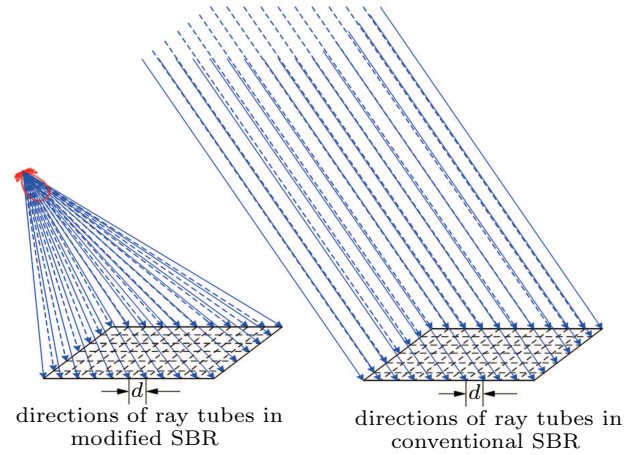 d
directions of ray tubes in
modified SBR
d
directions of ray tubes in
conventional SBR